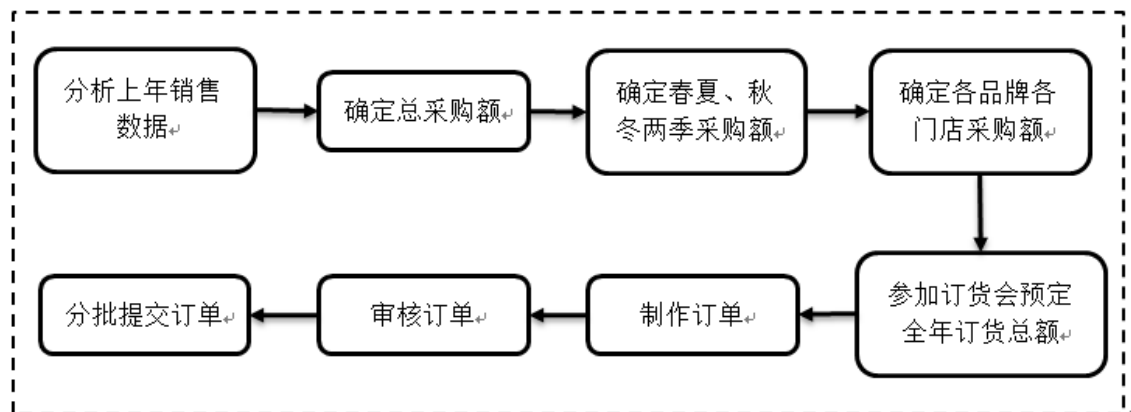 分析上年销售
数据
确定总采购额
确定春夏、秋
冬两季采购额
确定各品牌各
门店采购额
参加订货会预定
全年订货总额
制作订单
审核订单
分批提交订单